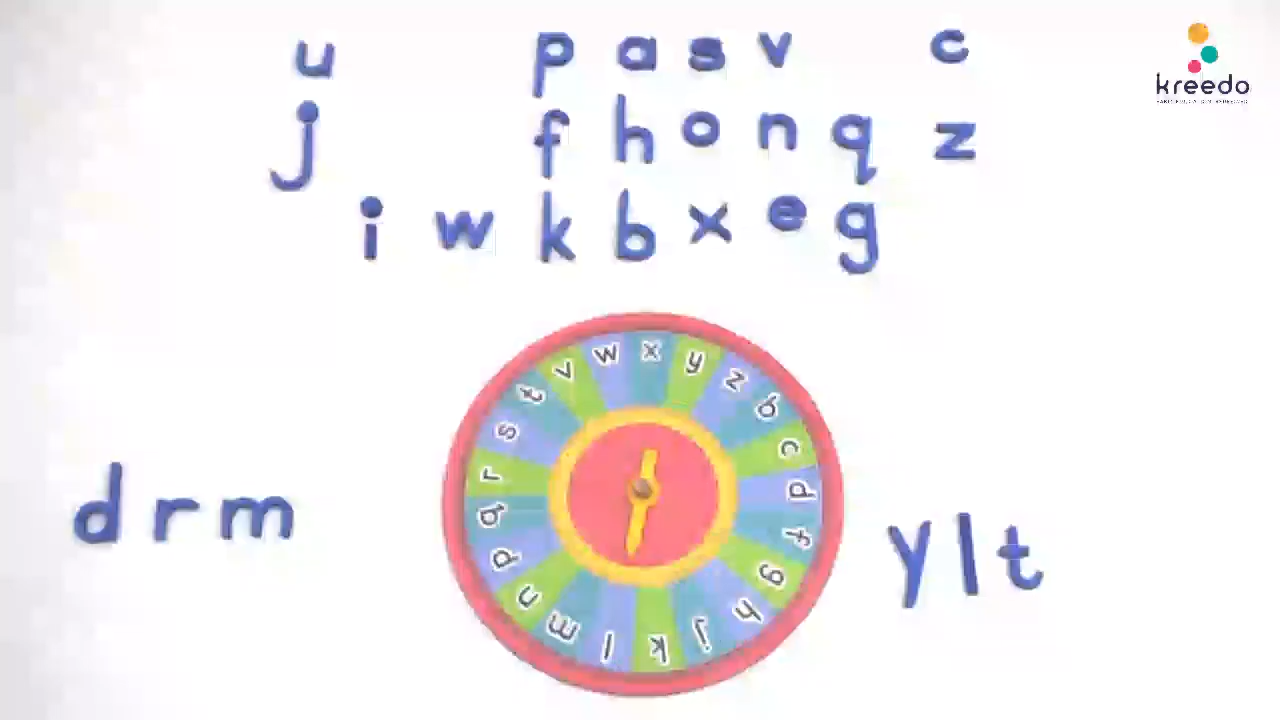 u p a s v c
kreedo
j f h o n q z
i w k b x e g
v w x y z b c d f g h j k l m n p q r s t
d r m
y l t